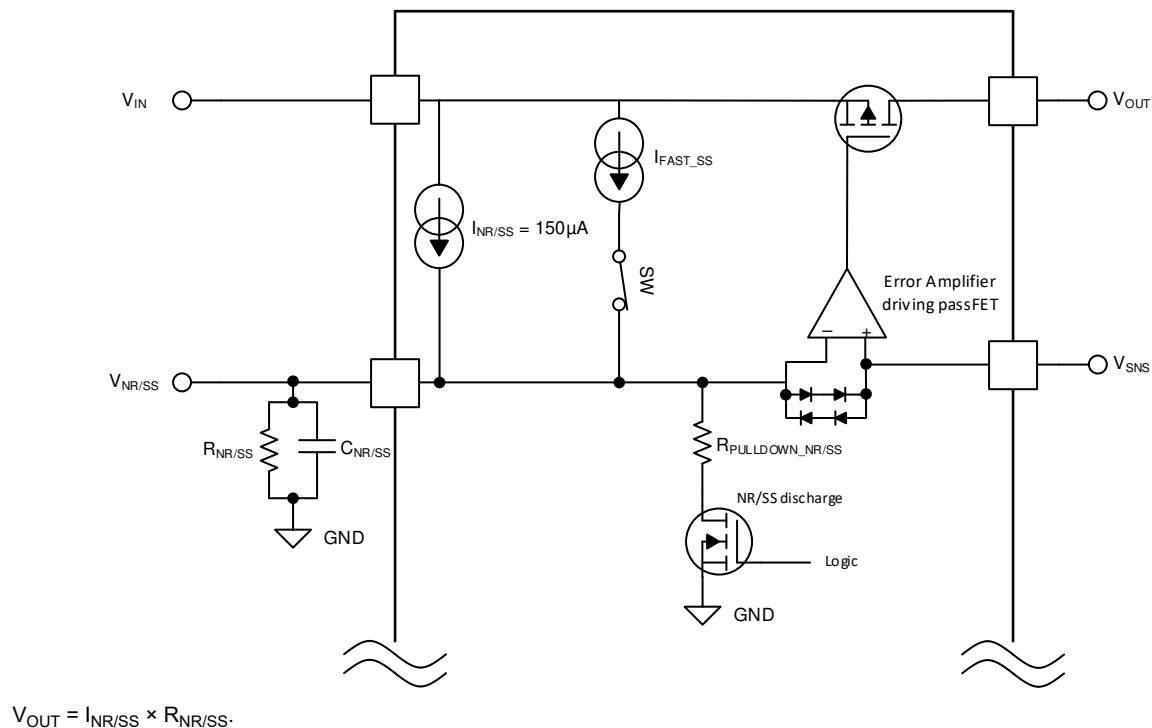 V_IN
V_OUT
I_FAST_SS
I_NR/SS = 150µA
SW
Error Amplifier
driving passFET
−
+
V_NR/SS
V_SNS
R_NR/SS
C_NR/SS
R_PULLDOWN_NR/SS
NR/SS discharge
GND
Logic
GND
V_OUT = I_NR/SS × R_NR/SS.